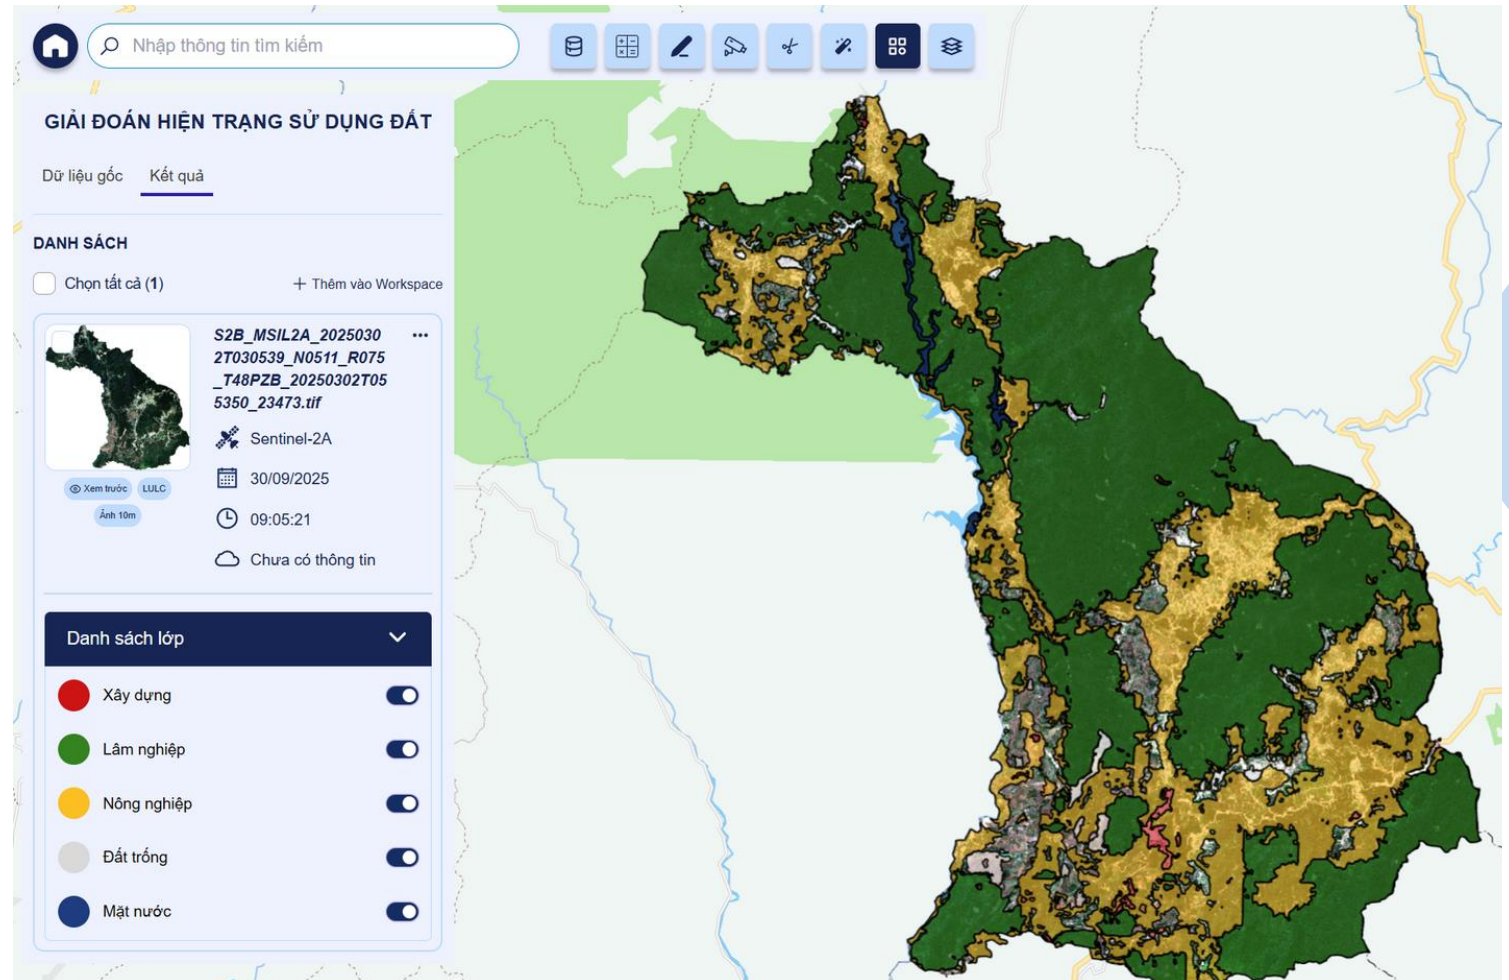 Nhập thông tin tìm kiếm
GIẢI ĐOÁN HIỆN TRẠNG SỬ DỤNG ĐẤT
Dữ liệu gốc Kết quả
DANH SÁCH
Chọn tất cả (1) + Thêm vào Workspace
S2B_MSIL2A_2025030
2T030539_N0511_R075
_T48PZB_20250302T05
5350_23473.tif
Sentinel-2A
30/09/2025
09:05:21
Chưa có thông tin
Xem trước LULC
Ảnh 10m
Danh sách lớp
Xây dựng
Lâm nghiệp
Nông nghiệp
Đất trống
Mặt nước